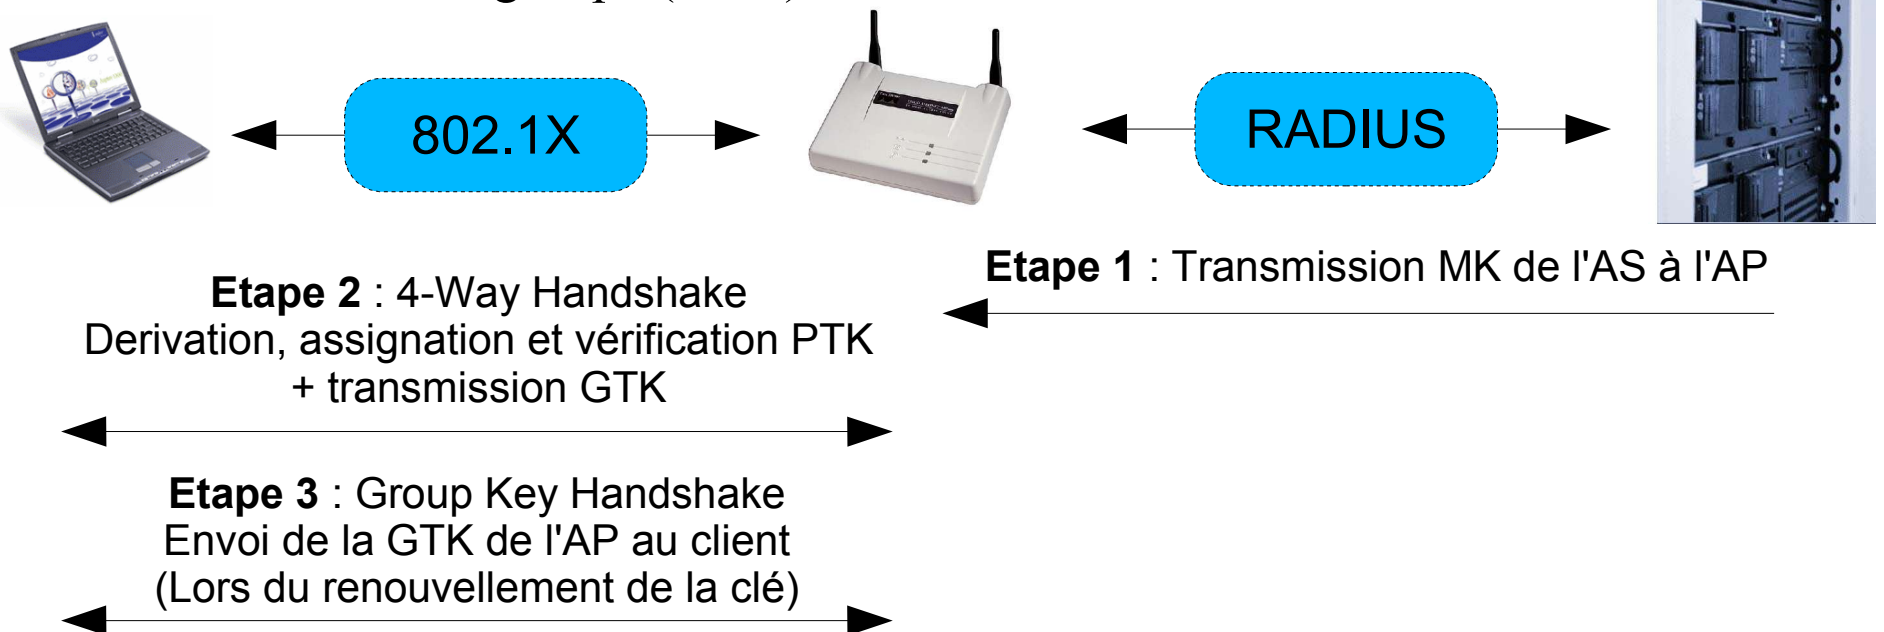 802.1X
RADIUS
Etape 1 : Transmission MK de l'AS à l'AP
Etape 2 : 4-Way Handshake
Derivation, assignation et vérification PTK
+ transmission GTK
Etape 3 : Group Key Handshake
Envoi de la GTK de l'AP au client
(Lors du renouvellement de la clé)